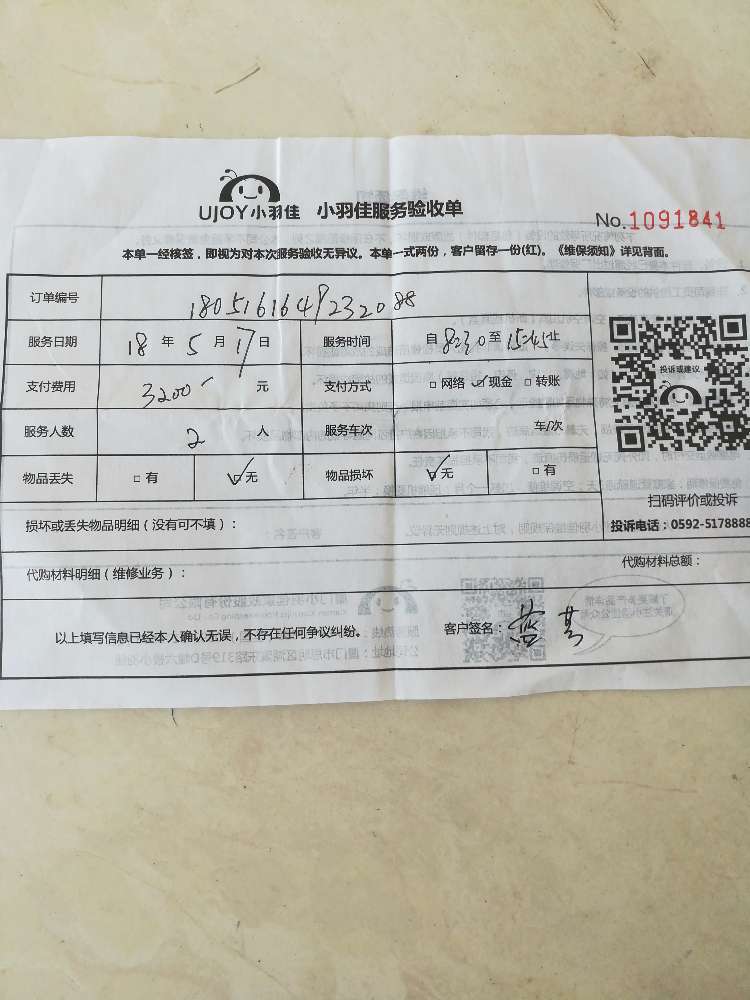 UJOY小羽佳 小羽佳服务验收单
No.1091841
本单一经核签，即视为对本次服务验收无异议。本单一式两份，客户留存一份(红)。《维保须知》详见背面。
订单编号
服务日期 18 年 5 月 17 日 服务时间 自 8:30 至 15:45 止
支付费用 3200 元 支付方式 □ 网络 ☑ 现金 □ 转账
服务人数 2 人 服务车次 车/次
物品丢失 □ 有 ☑ 无 物品损坏 ☑ 无 □ 有
投诉或建议
扫码评价或投诉
投诉电话：0592-5178888
损坏或丢失物品明细（没有可不填）：
代购材料明细（维修业务）： 代购材料总额：
以上填写信息已经本人确认无误，不存在任何争议纠纷。 客户签名：